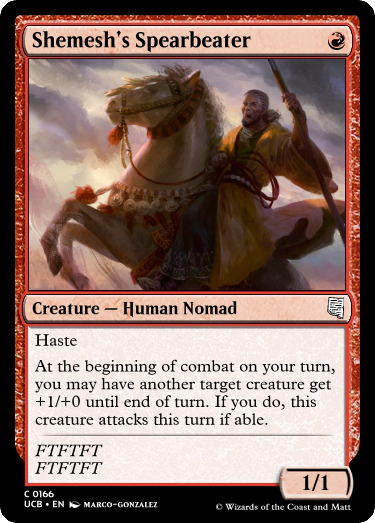 Shemesh's Spearbeater
Creature — Human Nomad
Haste
At the beginning of combat on your turn,
you may have another target creature get
+1/+0 until end of turn. If you do, this
creature attacks this turn if able.
FTFTFT
FTFTFT
1/1
C 0166
UCB • EN MARCO-GONZALEZ
© Wizards of the Coast and Matt